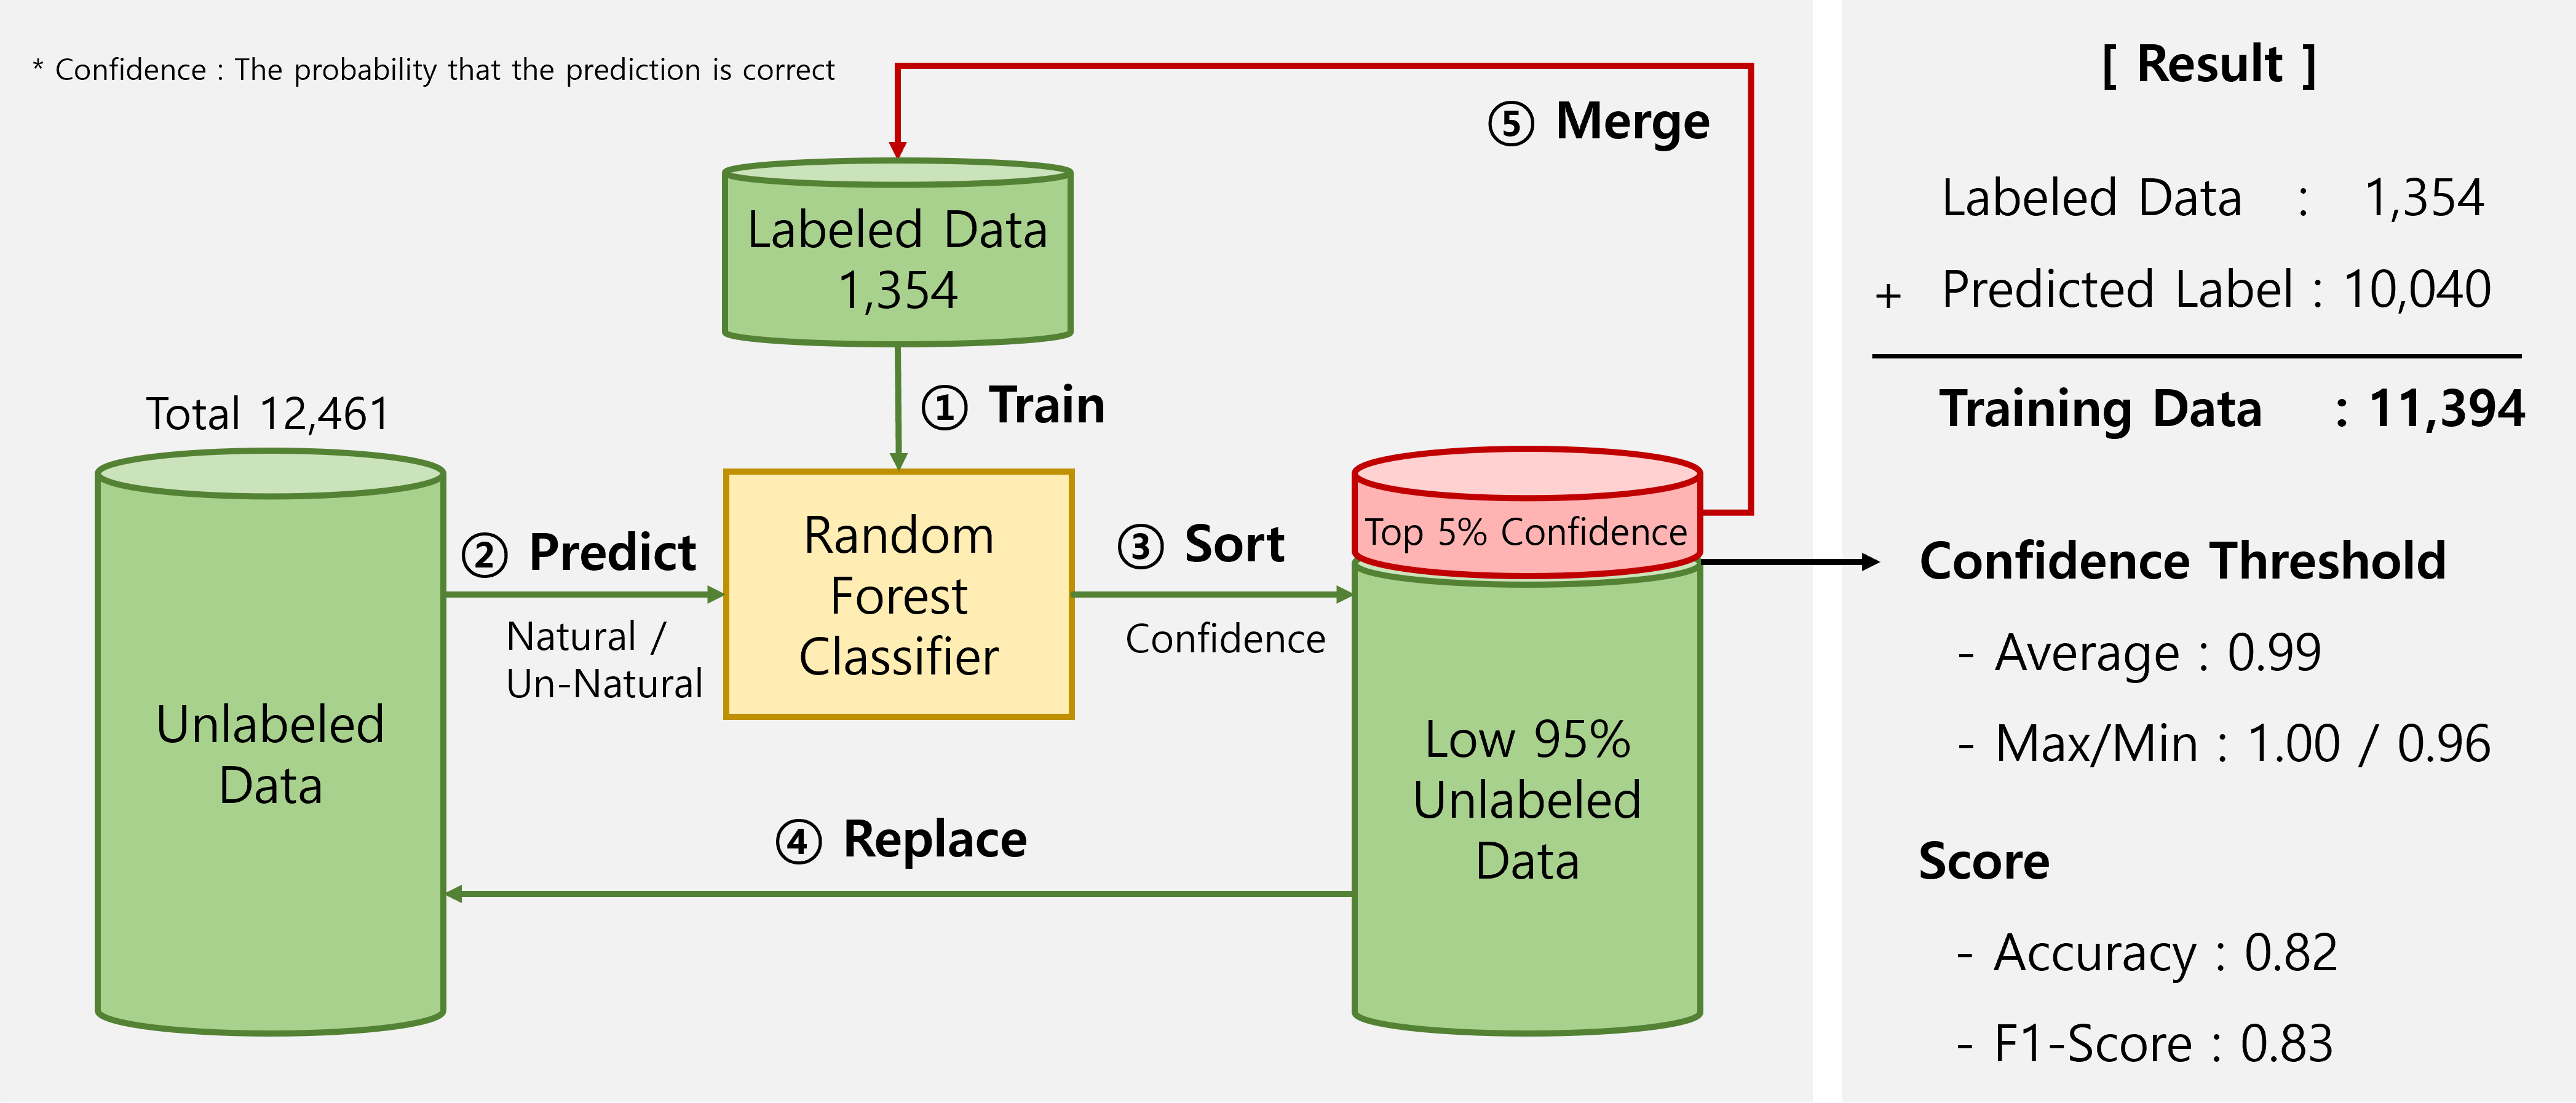 * Confidence : The probability that the prediction is correct
⑤ Merge
Labeled Data
1,354
① Train
Total 12,461
Unlabeled
Data
② Predict
Natural /
Un-Natural
Random
Forest
Classifier
③ Sort
Confidence
Top 5% Confidence
Low 95%
Unlabeled
Data
④ Replace
[ Result ]
Labeled Data : 1,354
+ Predicted Label : 10,040
Training Data : 11,394
Confidence Threshold
- Average : 0.99
- Max/Min : 1.00 / 0.96
Score
- Accuracy : 0.82
- F1-Score : 0.83